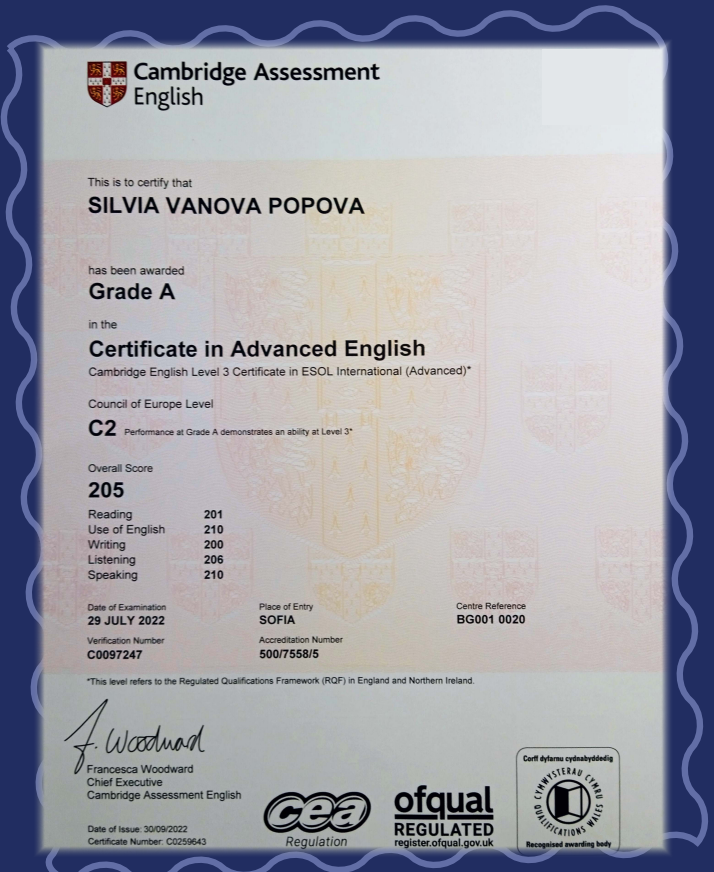 Cambridge Assessment
English
This is to certify that
SILVIA VANOVA POPOVA
has been awarded
Grade A
in the
Certificate in Advanced English
Cambridge English Level 3 Certificate in ESOL International (Advanced)*
Council of Europe Level
C2 Performance at Grade A demonstrates an ability at Level 3*
Overall Score
205
Reading 201
Use of English 210
Writing 200
Listening 206
Speaking 210
Date of Examination Place of Entry Centre Reference
29 JULY 2022 SOFIA BG001 0020
Verification Number Accreditation Number
C0097247 500/7558/5
*This level refers to the Regulated Qualifications Framework (RQF) in England and Northern Ireland.
F. Woodward
Francesca Woodward
Chief Executive
Cambridge Assessment English
Date of Issue: 30/09/2022
Certificate Number: C0259643
cea
Regulation
ofqual
REGULATED
register.ofqual.gov.uk
Corff dyfarnu cydnabyddedig
CYMWYSTERAU CYMRU
QUALIFICATIONS WALES
Recognised awarding body